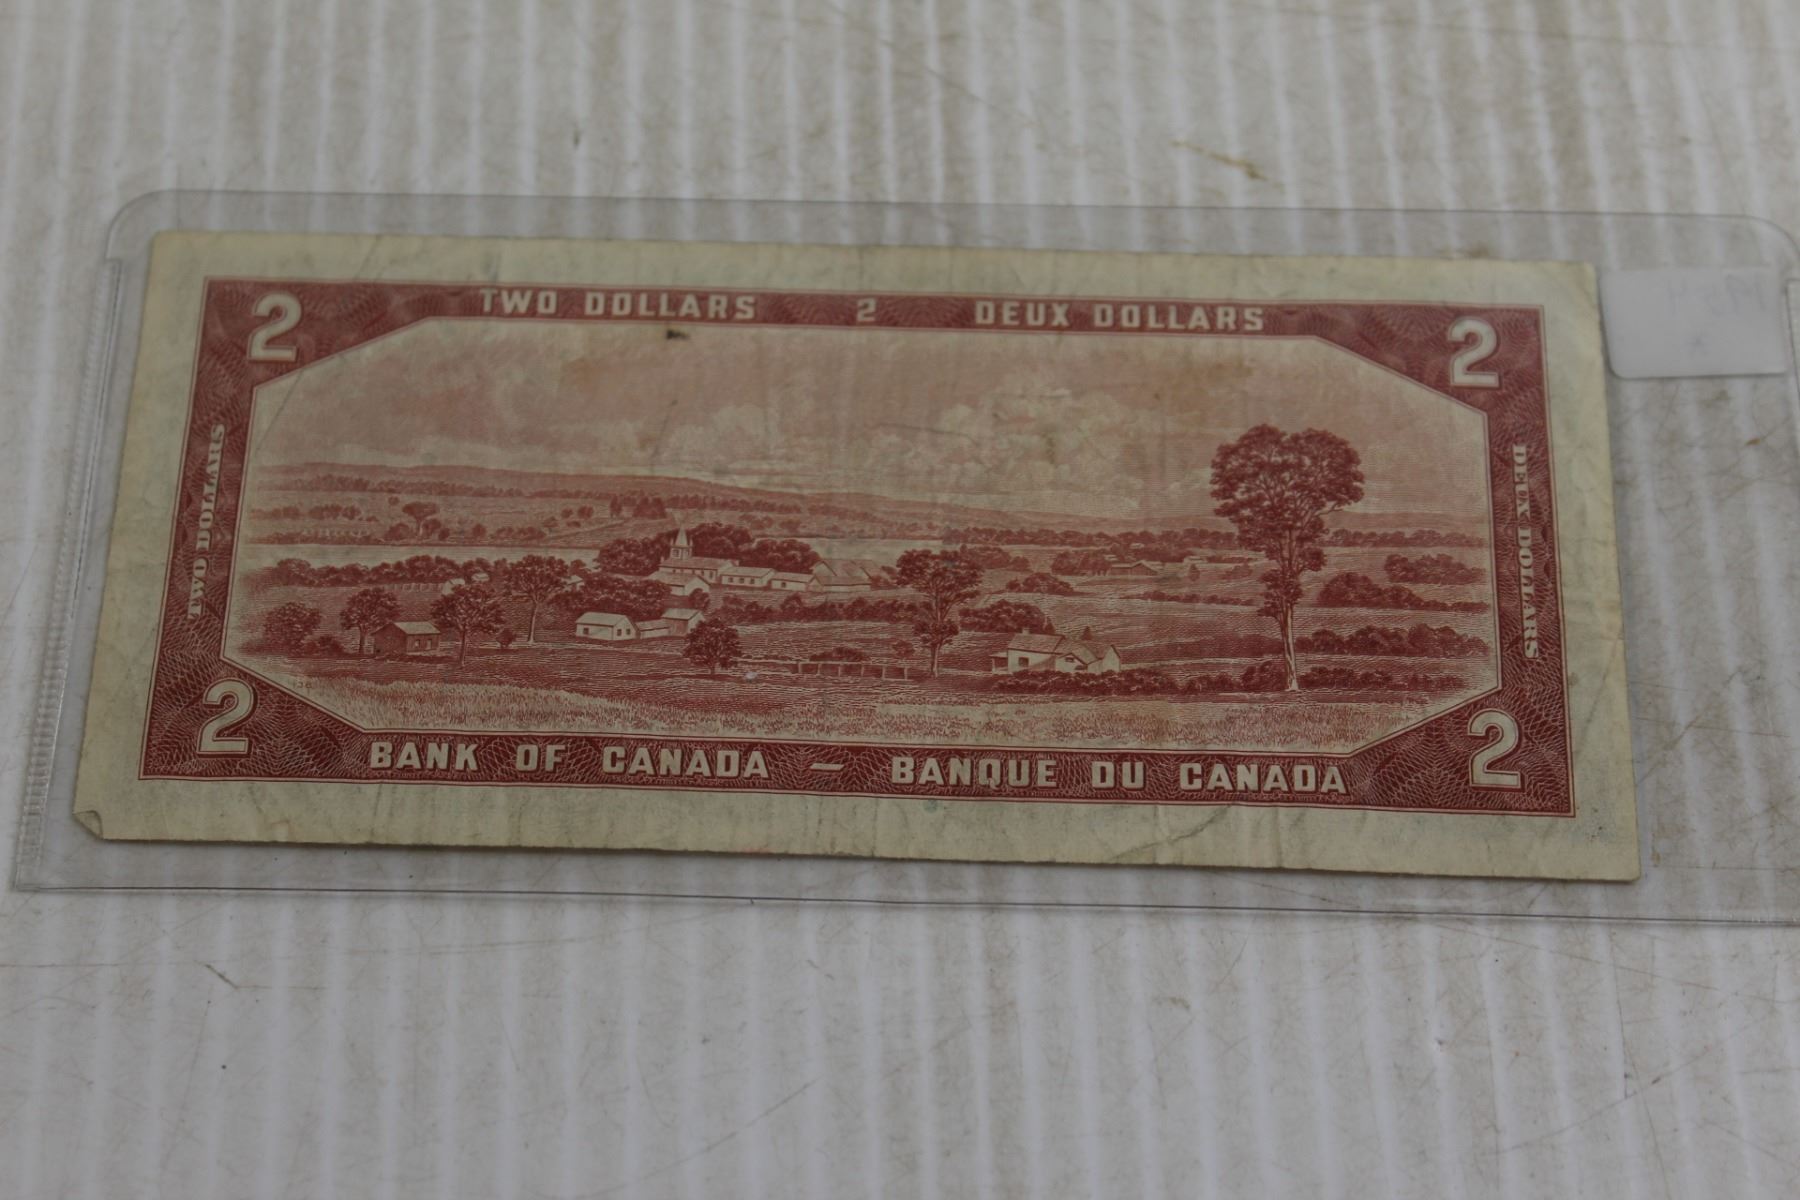 2 TWO DOLLARS 2 DEUX DOLLARS 2
TWO DOLLARS
DEUX DOLLARS
2 BANK OF CANADA — BANQUE DU CANADA 2